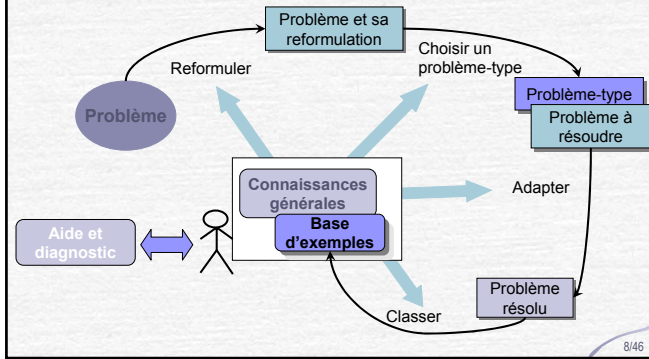 Problème et sa
reformulation
Choisir un
problème-type
Reformuler
Problème-type
Problème à
résoudre
Problème
Connaissances
générales
Base
d'exemples
Adapter
Aide et
diagnostic
Problème
résolu
Classer
8/46